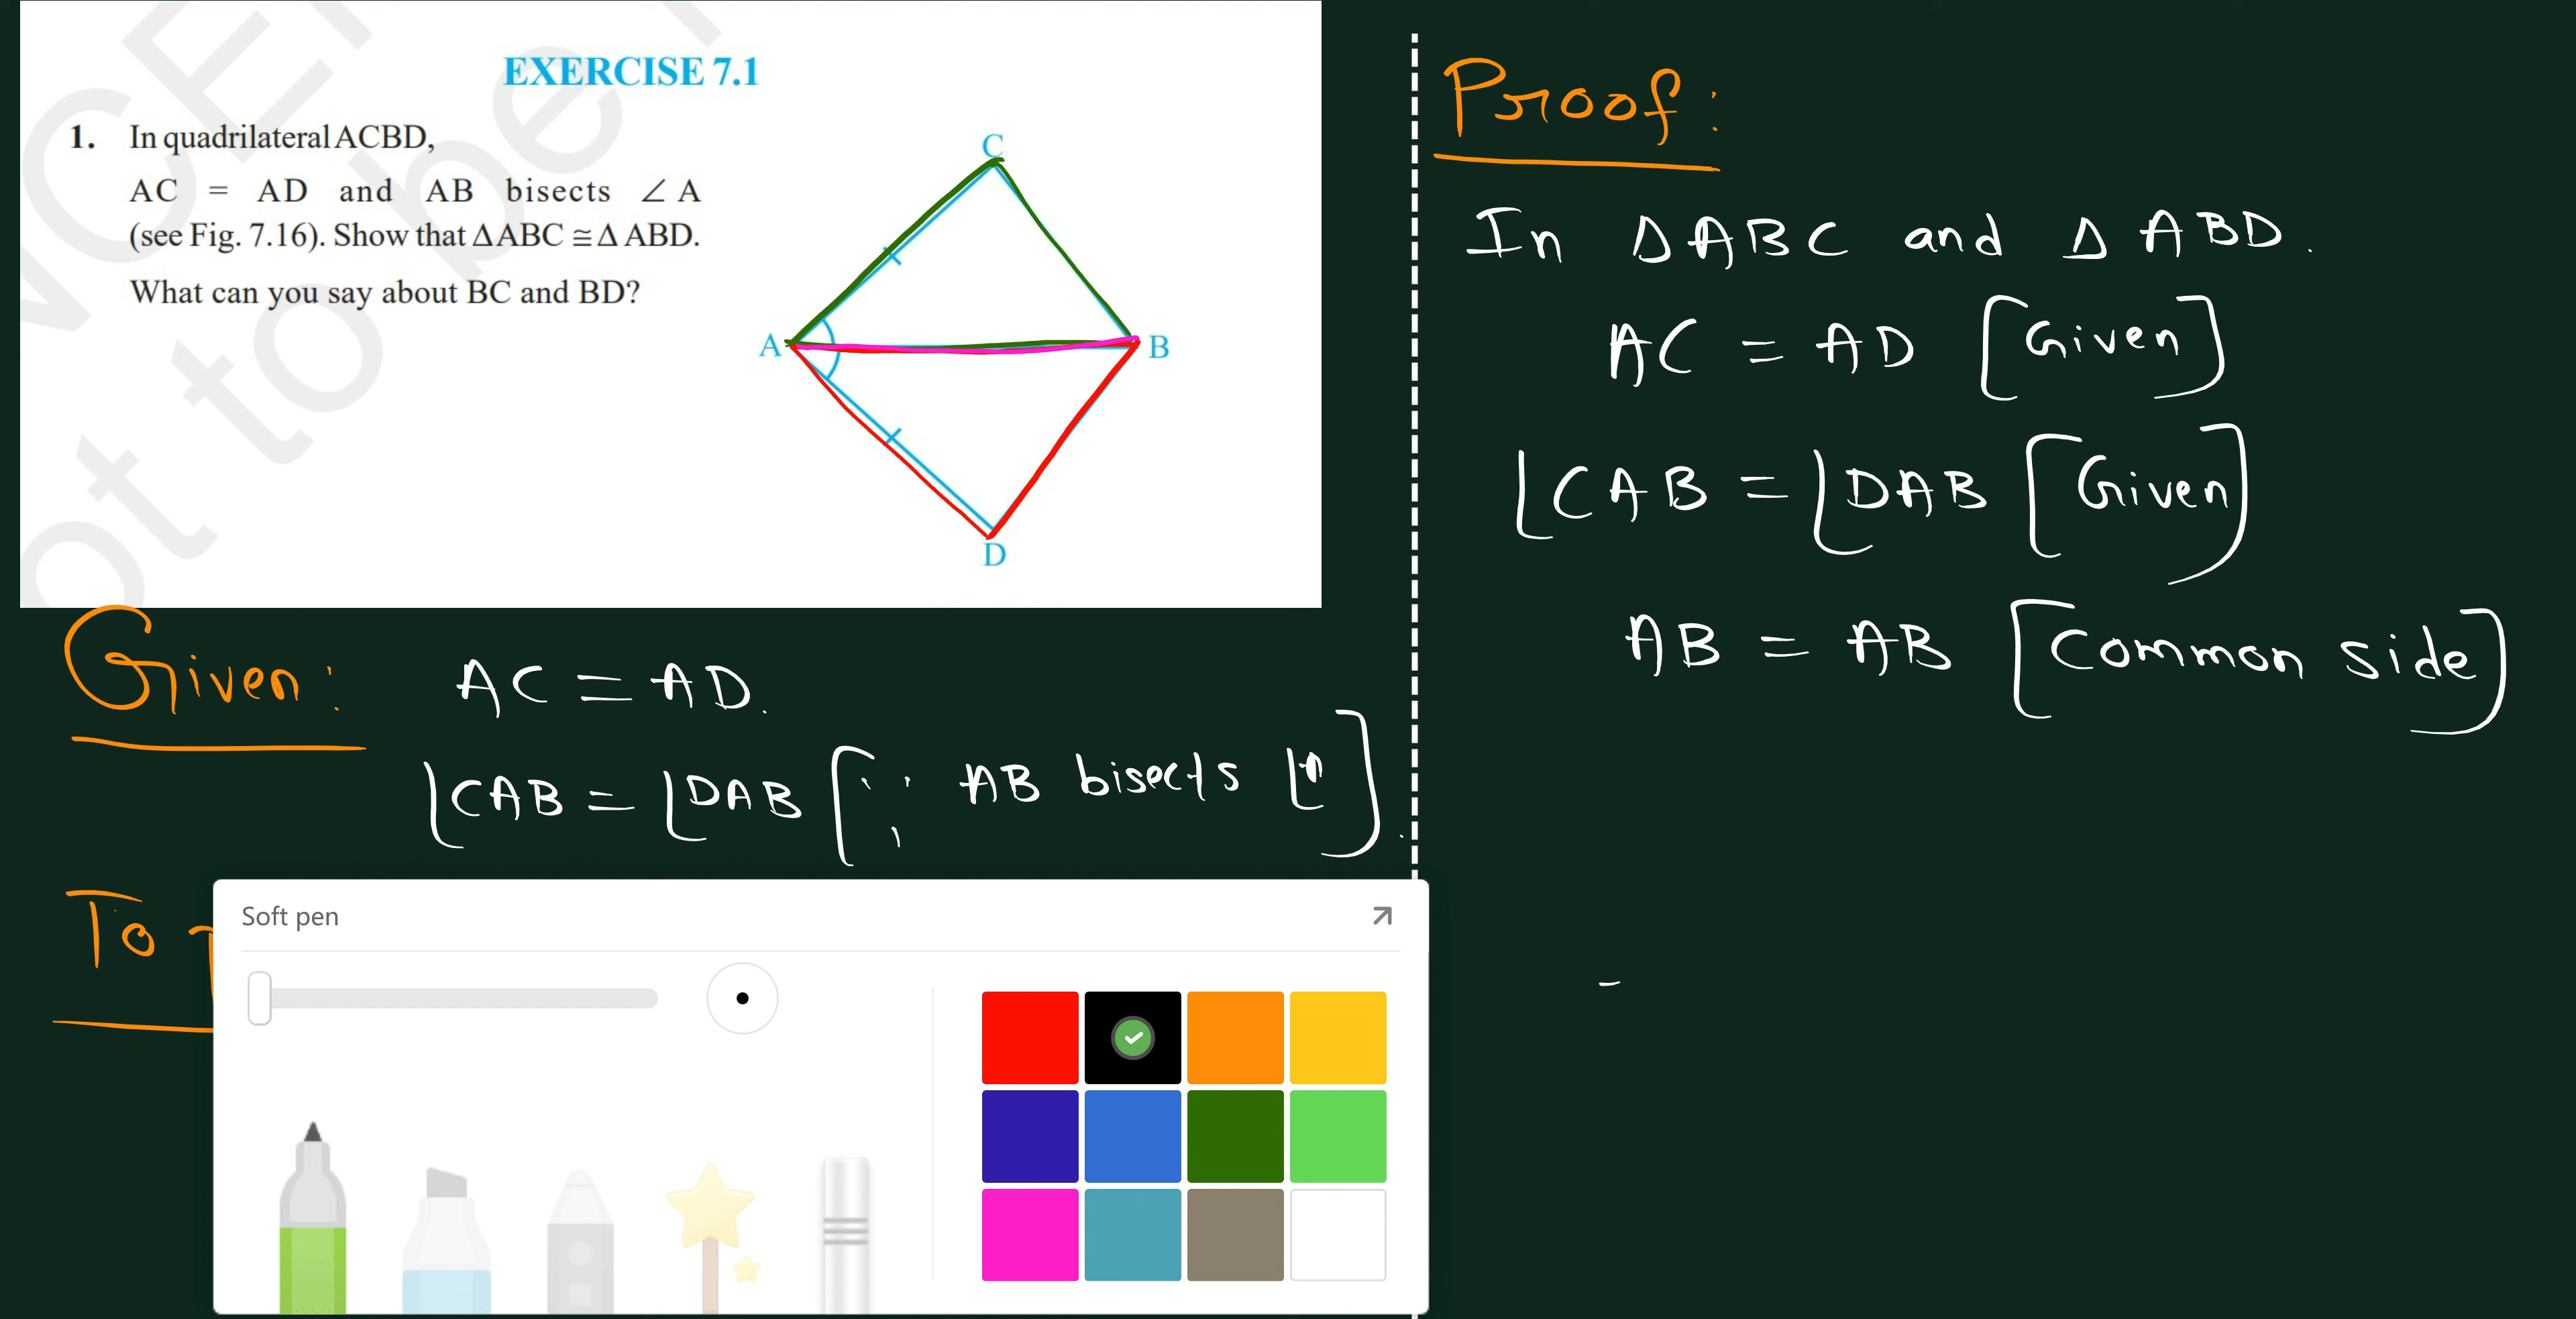 EXERCISE 7.1
1. In quadrilateral ACBD,
AC = AD and AB bisects ∠ A
(see Fig. 7.16). Show that Δ ABC ≅ Δ ABD.
What can you say about BC and BD?
C
A
B
D
Given:
AC = AD.
∠CAB = ∠DAB [∵ AB bisects ∠A].
To
Soft pen
Proof:
In Δ ABC and Δ ABD.
AC = AD [Given]
∠CAB = ∠DAB [Given]
AB = AB [Common side]